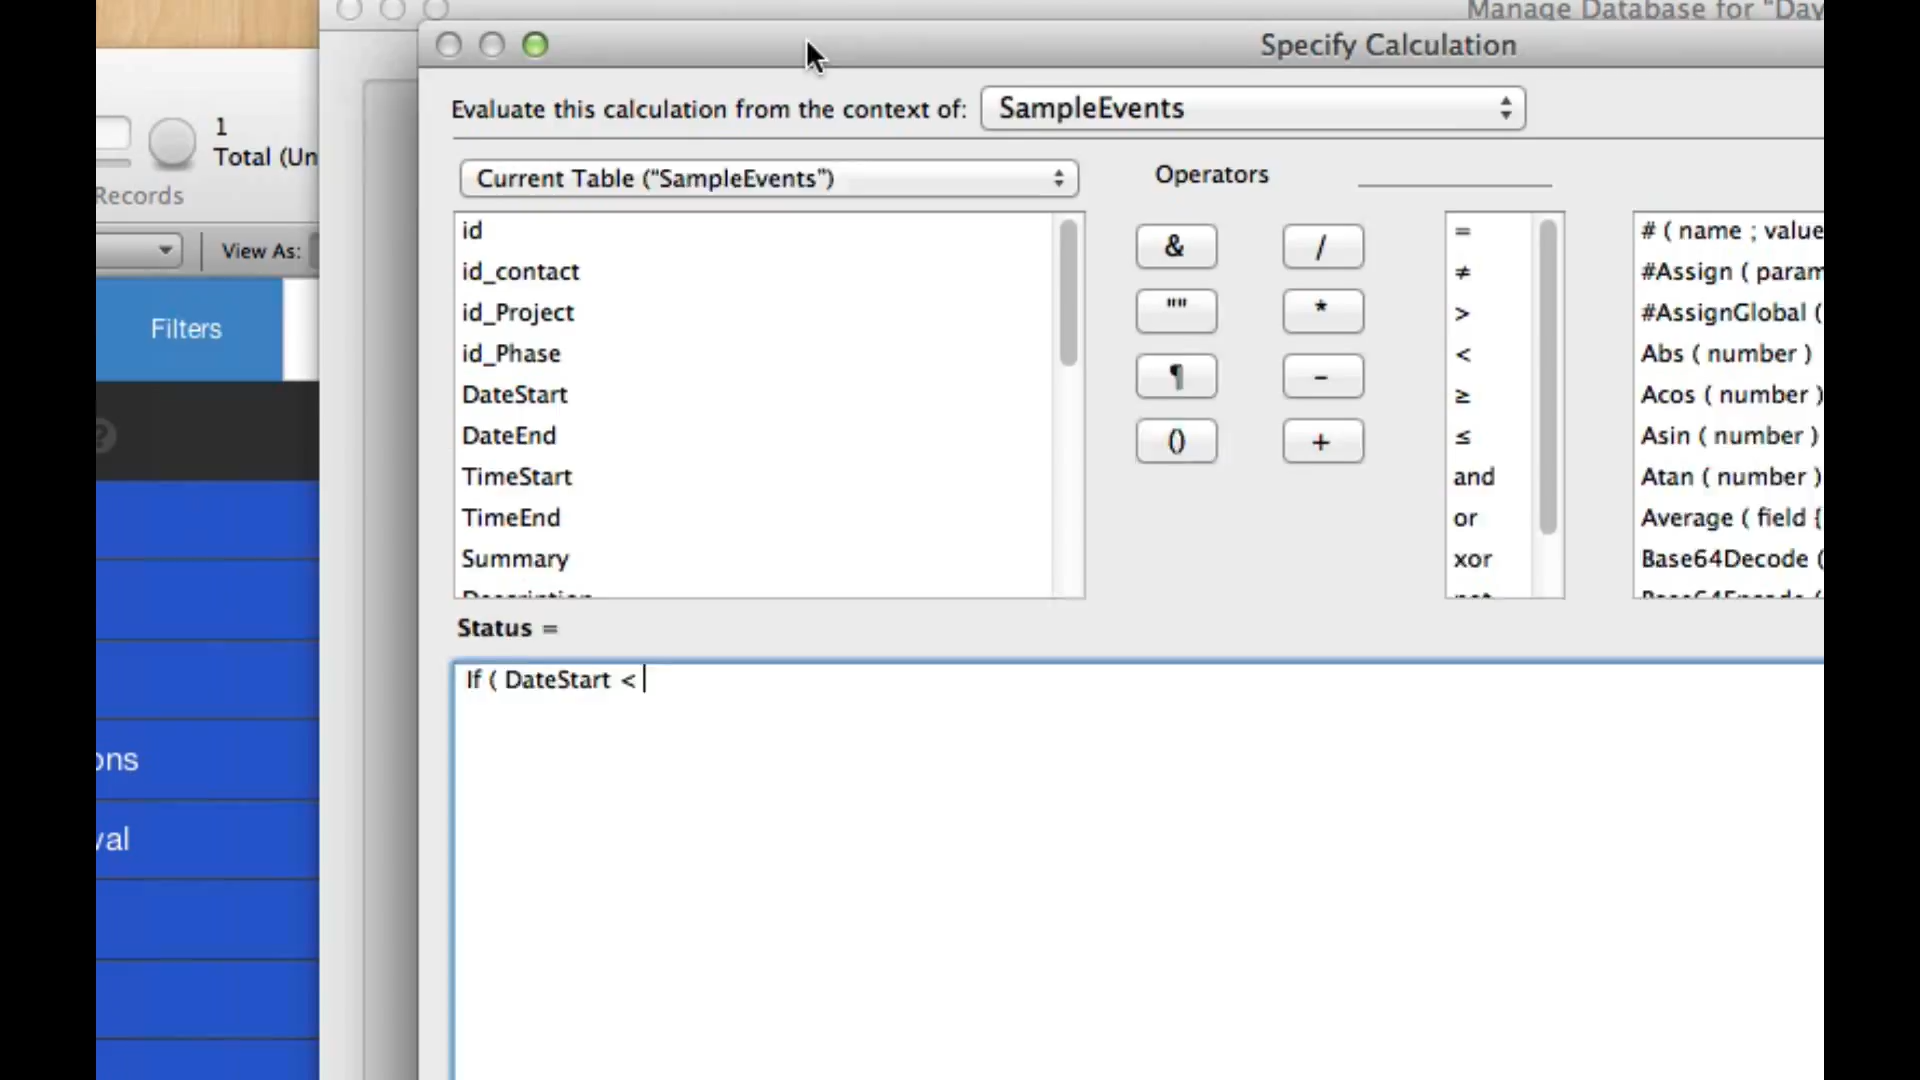 Manage Database for "Day
Specify Calculation
Evaluate this calculation from the context of: SampleEvents
1
Total (Un
Records
View As:
Filters
?
ons
val
Current Table ("SampleEvents")
id
id_contact
id_Project
id_Phase
DateStart
DateEnd
TimeStart
TimeEnd
Summary
Description
Operators
& /
"" *
¶ -
() +
=
≠
>
<
≥
≤
and
or
xor
not
# ( name ; value
#Assign ( param
#AssignGlobal (
Abs ( number )
Acos ( number )
Asin ( number )
Atan ( number )
Average ( field {
Base64Decode (
Base64Encode (
Status =
If ( DateStart <